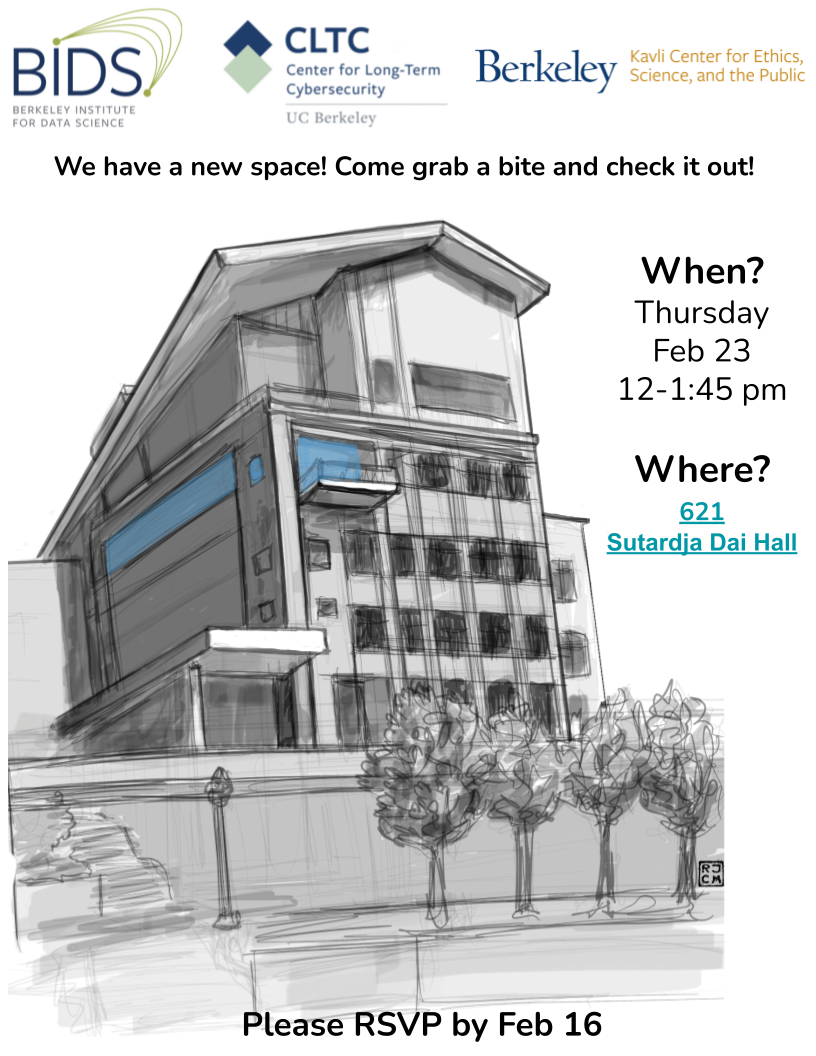 BIDS
BERKELEY INSTITUTE
FOR DATA SCIENCE
CLTC
Center for Long-Term
Cybersecurity
UC Berkeley
Berkeley
Kavli Center for Ethics,
Science, and the Public
We have a new space! Come grab a bite and check it out!
When?
Thursday
Feb 23
12-1:45 pm
Where?
621
Sutardja Dai Hall
RJ
CM
Please RSVP by Feb 16